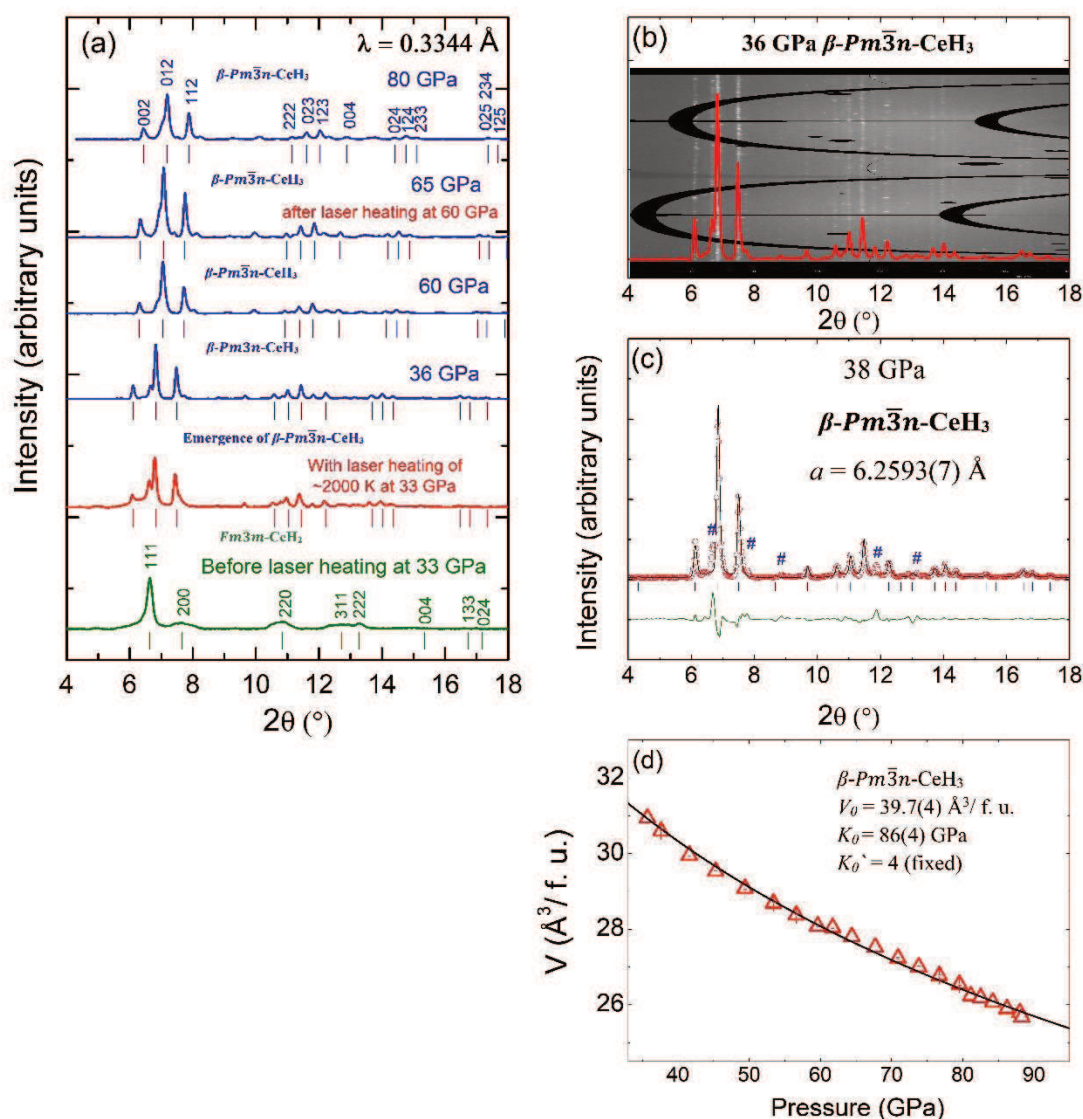 (a)
λ = 0.3344 Å
β-Pm3̅n-CeH₃
80 GPa
002
012
112
222
023
123
004
024
124
233
025
234
125
β-Pm3̅n-CeH₃
65 GPa
after laser heating at 60 GPa
β-Pm3̅n-CeH₃
60 GPa
β-Pm3̅n-CeH₃
36 GPa
Emergence of β-Pm3̅n-CeH₃
With laser heating of
~2000 K at 33 GPa
Fm3̅m-CeH₂
Before laser heating at 33 GPa
111
200
220
311
222
004
133
024
4 6 8 10 12 14 16 18
2θ (°)
Intensity (arbitrary units)
(b)
36 GPa β-Pm3̅n-CeH₃
4 6 8 10 12 14 16 18
2θ (°)
(c)
38 GPa
β-Pm3̅n-CeH₃
a = 6.2593(7) Å
# # # # #
4 6 8 10 12 14 16 18
2θ (°)
Intensity (arbitrary units)
(d)
β-Pm3̅n-CeH₃
V₀ = 39.7(4) Å³/ f. u.
K₀ = 86(4) GPa
K₀` = 4 (fixed)
32
30
28
26
V (Å³/ f. u.)
40 50 60 70 80 90
Pressure (GPa)